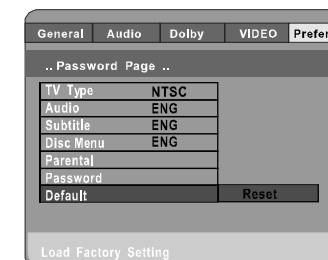 General Audio Dolby VIDEO Prefer
.. Password Page ..
TV Type NTSC
Audio ENG
Subtitle ENG
Disc Menu ENG
Parental
Password
Default Reset
Load Factory Setting